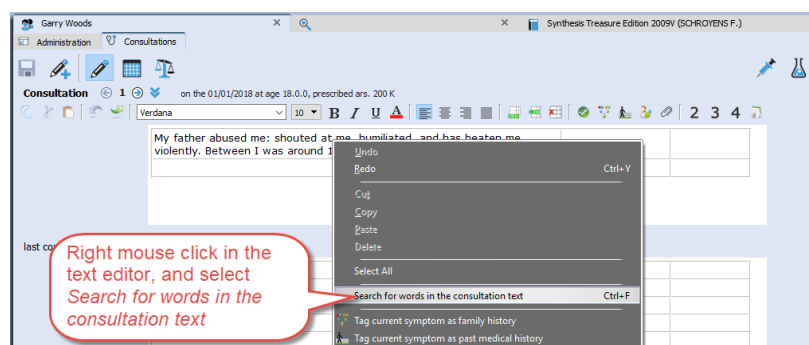 Garry Woods
Synthesis Treasure Edition 2009V (SCHROYENS F.)
Administration
Consultations
Consultation 1 on the 01/01/2018 at age 18.0.0, prescribed ars. 200 K
Verdana 10 B I U A 2 3 4
My father abused me: shouted at me, humiliated, and has beaten me
violently. Between I was around 1
Undo
Redo Ctrl+Y
Cut
Copy
Paste
Delete
Select All
Search for words in the consultation text Ctrl+F
Tag current symptom as family history
Tag current symptom as past medical history
last co
Right mouse click in the
text editor, and select
Search for words in the
consultation text